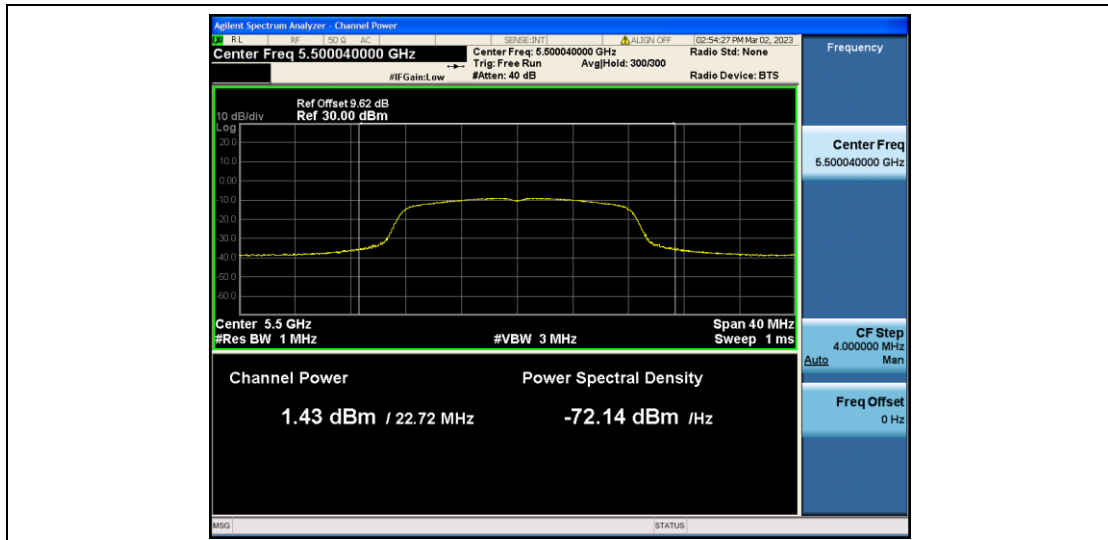 Agilent Spectrum Analyzer - Channel Power
RL RF 50 Ω AC SENSE:INT ALIGN OFF 02:54:27 PM Mar 02, 2023
Center Freq 5.500040000 GHz
Center Freq: 5.500040000 GHz
Radio Std: None
Trig: Free Run Avg|Hold: 300/300
#IFGain:Low
#Atten: 40 dB
Radio Device: BTS
Ref Offset 9.62 dB
10 dB/div Ref 30.00 dBm
Log
20.0
10.0
0.00
-10.0
-20.0
-30.0
-40.0
-50.0
-60.0
Center 5.5 GHz Span 40 MHz
#Res BW 1 MHz #VBW 3 MHz Sweep 1 ms
Channel Power Power Spectral Density
1.43 dBm / 22.72 MHz -72.14 dBm /Hz
Frequency
Center Freq
5.500040000 GHz
CF Step
4.000000 MHz
Auto Man
Freq Offset
0 Hz
MSG STATUS